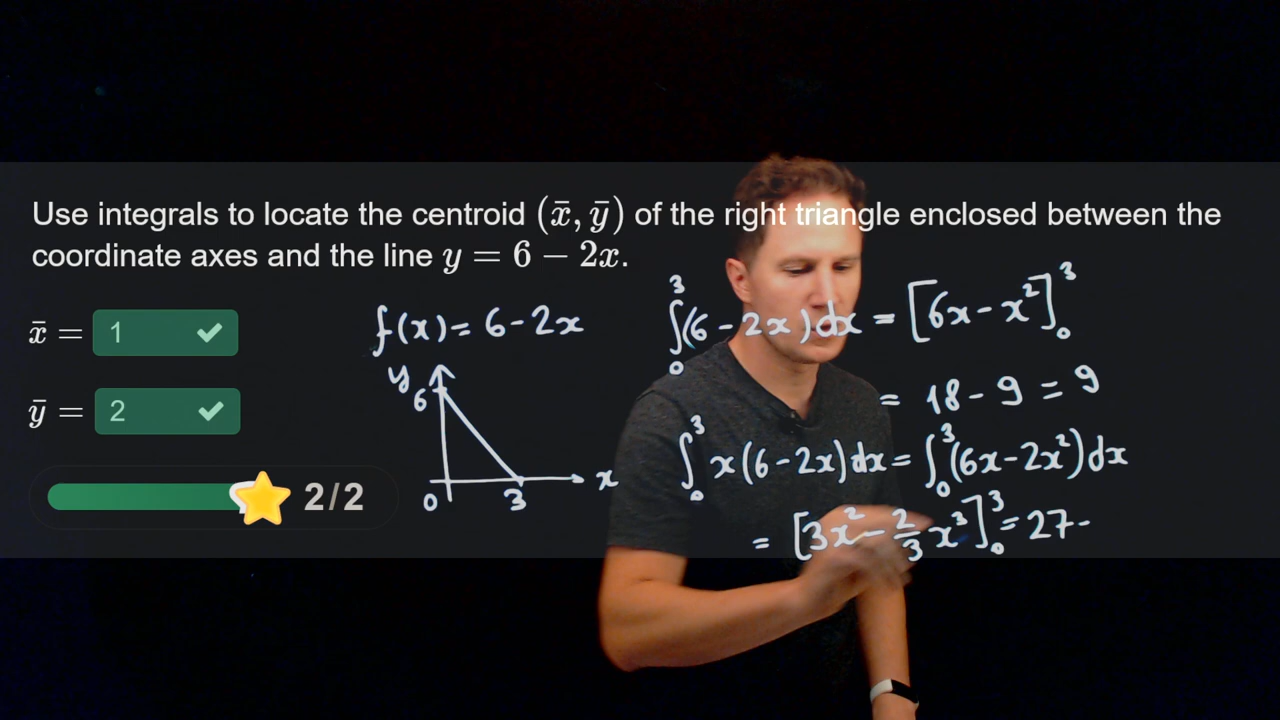 Use integrals to locate the centroid (x̄, ȳ) of the right triangle enclosed between the
coordinate axes and the line y = 6 − 2x.
x̄ = 1 ✓
ȳ = 2 ✓
2/2
f(x) = 6-2x
y
6
0
3
x
∫₀³(6-2x)dx = [6x-x²]₀³
= 18-9 = 9
∫₀³ x(6-2x)dx = ∫₀³(6x-2x²)dx
= [3x² - 2/3 x³]₀³ = 27-